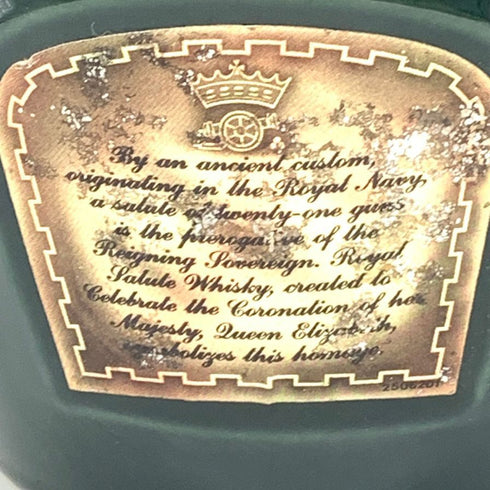 By an ancient custom,
originating in the Royal Navy,
a salute of twenty-one guns
is the prerogative of the
Reigning Sovereign. Royal
Salute Whisky, created to
Celebrate the Coronation of her
Majesty, Queen Elizabeth,
symbolizes this homage.